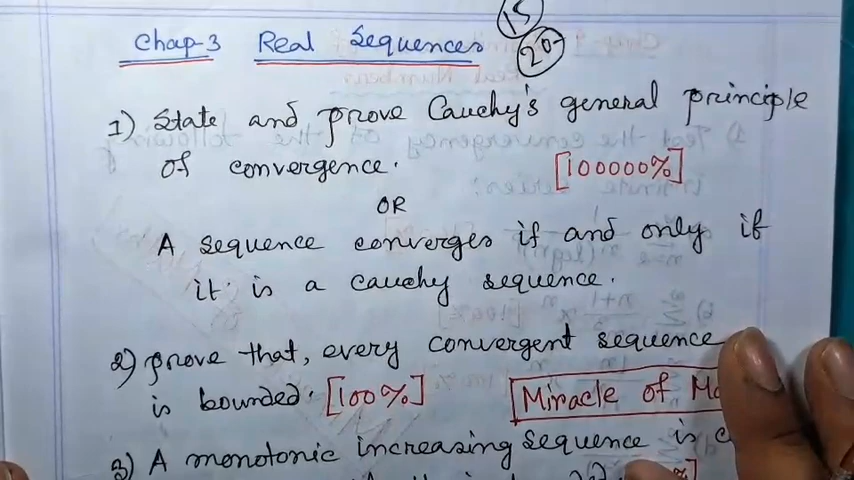 15
20
Chap-3 Real Sequences
1) State and prove Cauchy's general principle
of convergence. [100000%]
OR
A sequence converges if and only if
it is a cauchy sequence.
2) prove that, every convergent sequence
is bounded. [100%] Miracle of
3) A monotonic increasing sequence is